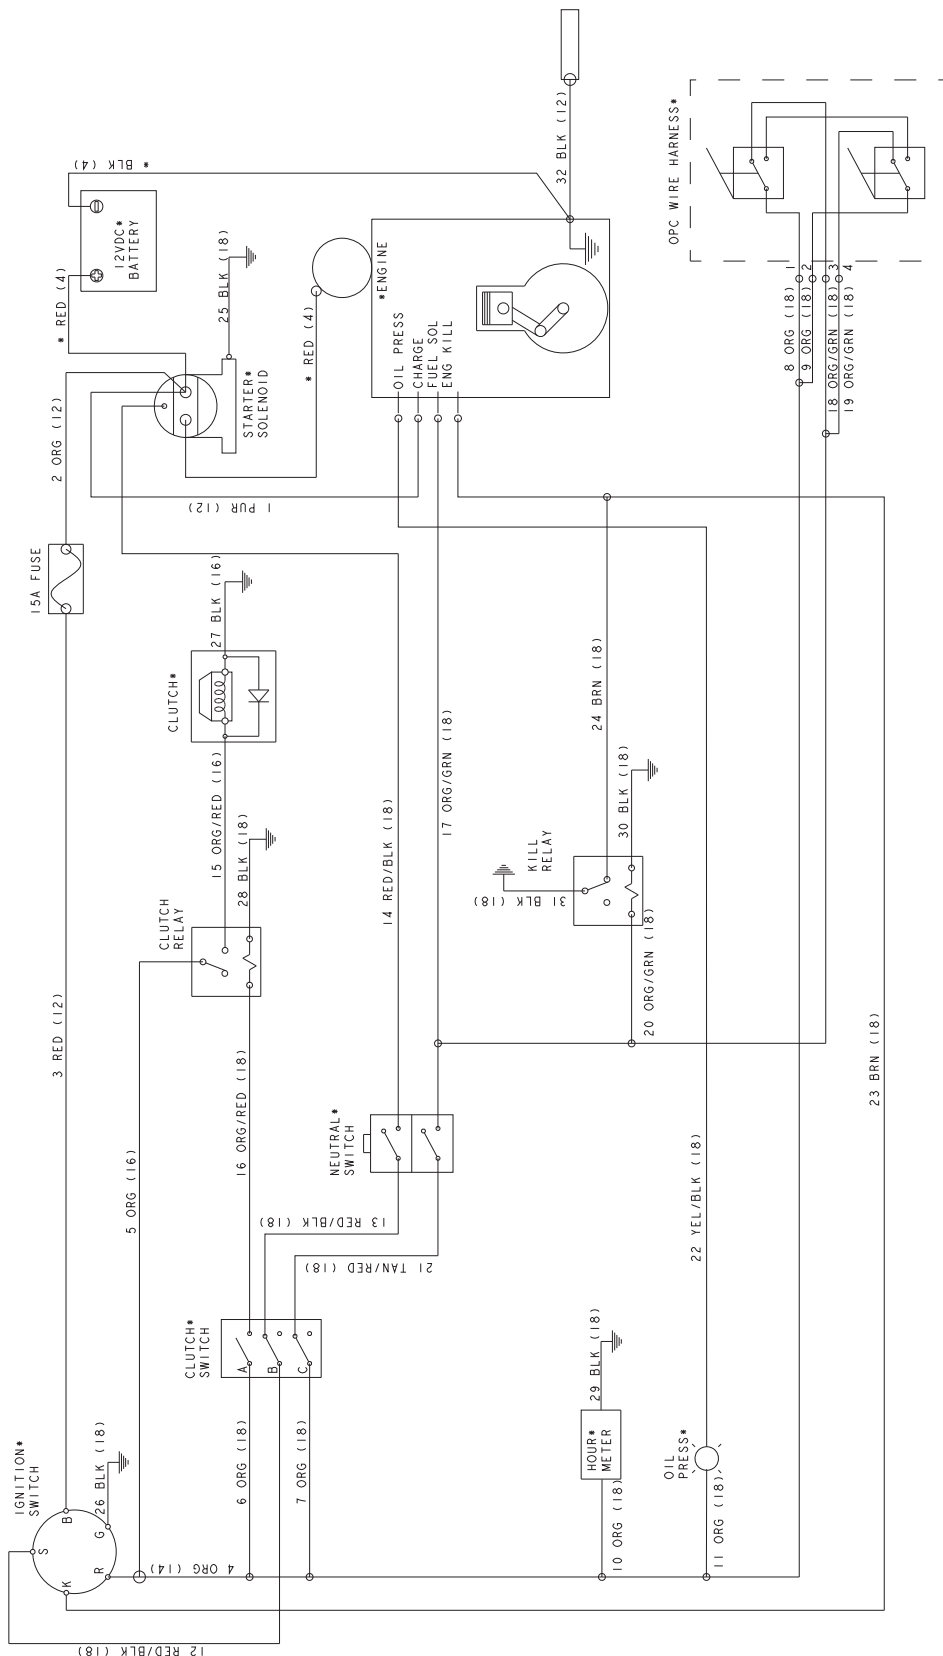 32 BLK (12)
* BLK (4)
OPC WIRE HARNESS*
12VDC*
BATTERY
* RED (4)
25 BLK (18)
*ENGINE
OIL PRESS
CHARGE
FUEL SOL
ENG KILL
1
2
3
4
8 ORG (18)
9 ORG (18)
18 ORG/GRN (18)
19 ORG/GRN (18)
* RED (4)
STARTER*
SOLENOID
2 ORG (12)
1 PUR (12)
15A FUSE
27 BLK (16)
CLUTCH*
24 BRN (18)
17 ORG/GRN (18)
15 ORG/RED (16)
30 BLK (18)
14 RED/BLK (18)
28 BLK (18)
KILL
RELAY
31 BLK (18)
CLUTCH
RELAY
20 ORG/GRN (18)
3 RED (12)
23 BRN (18)
16 ORG/RED (18)
NEUTRAL*
SWITCH
5 ORG (16)
22 YEL/BLK (18)
13 RED/BLK (18)
21 TAN/RED (18)
CLUTCH*
SWITCH
A
B
C
29 BLK (18)
6 ORG (18)
7 ORG (18)
HOUR*
METER
OIL
PRESS*
IGNITION*
SWITCH
26 BLK (18)
B
G
S
R
K
4 ORG (14)
10 ORG (18)
11 ORG (18)
12 RED/BLK (18)